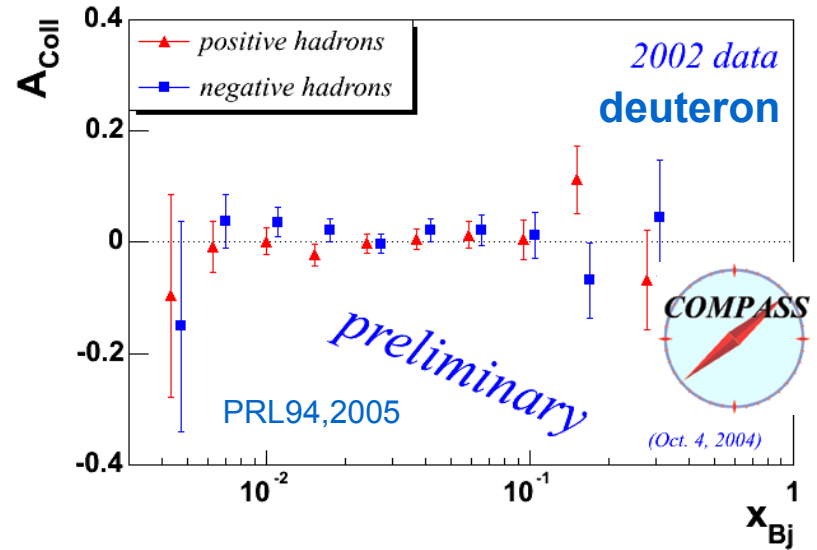 0.4
0.2
0
-0.2
-0.4
A_Coll
positive hadrons
negative hadrons
2002 data
deuteron
COMPASS
preliminary
PRL94,2005
(Oct. 4, 2004)
10⁻²
10⁻¹
1
x_Bj